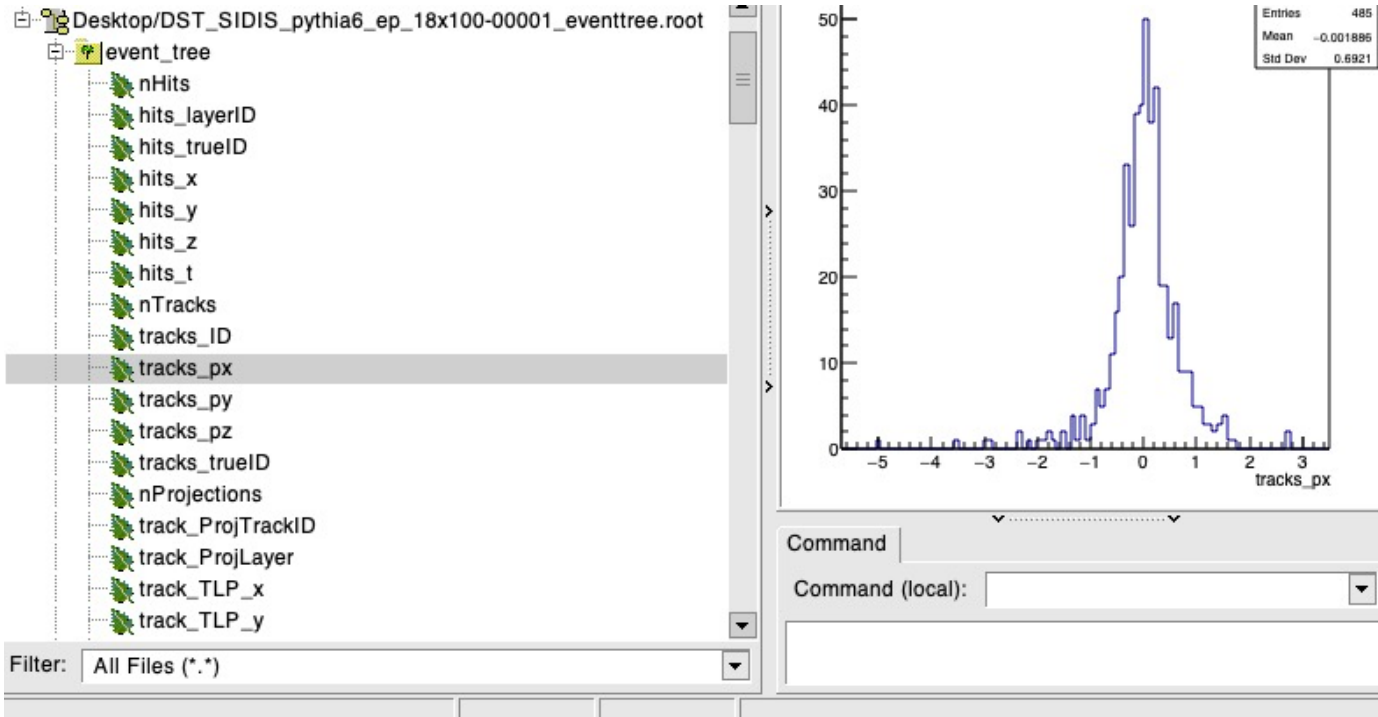 Desktop/DST_SIDIS_pythia6_ep_18x100-00001_eventtree.root
event_tree
nHits
hits_layerID
hits_trueID
hits_x
hits_y
hits_z
hits_t
nTracks
tracks_ID
tracks_px
tracks_py
tracks_pz
tracks_trueID
nProjections
track_ProjTrackID
track_ProjLayer
track_TLP_x
track_TLP_y
Filter: All Files (*.*)
Entries 485
Mean −0.001886
Std Dev 0.6921
50
40
30
20
10
0
−5 −4 −3 −2 −1 0 1 2 3
tracks_px
Command
Command (local):